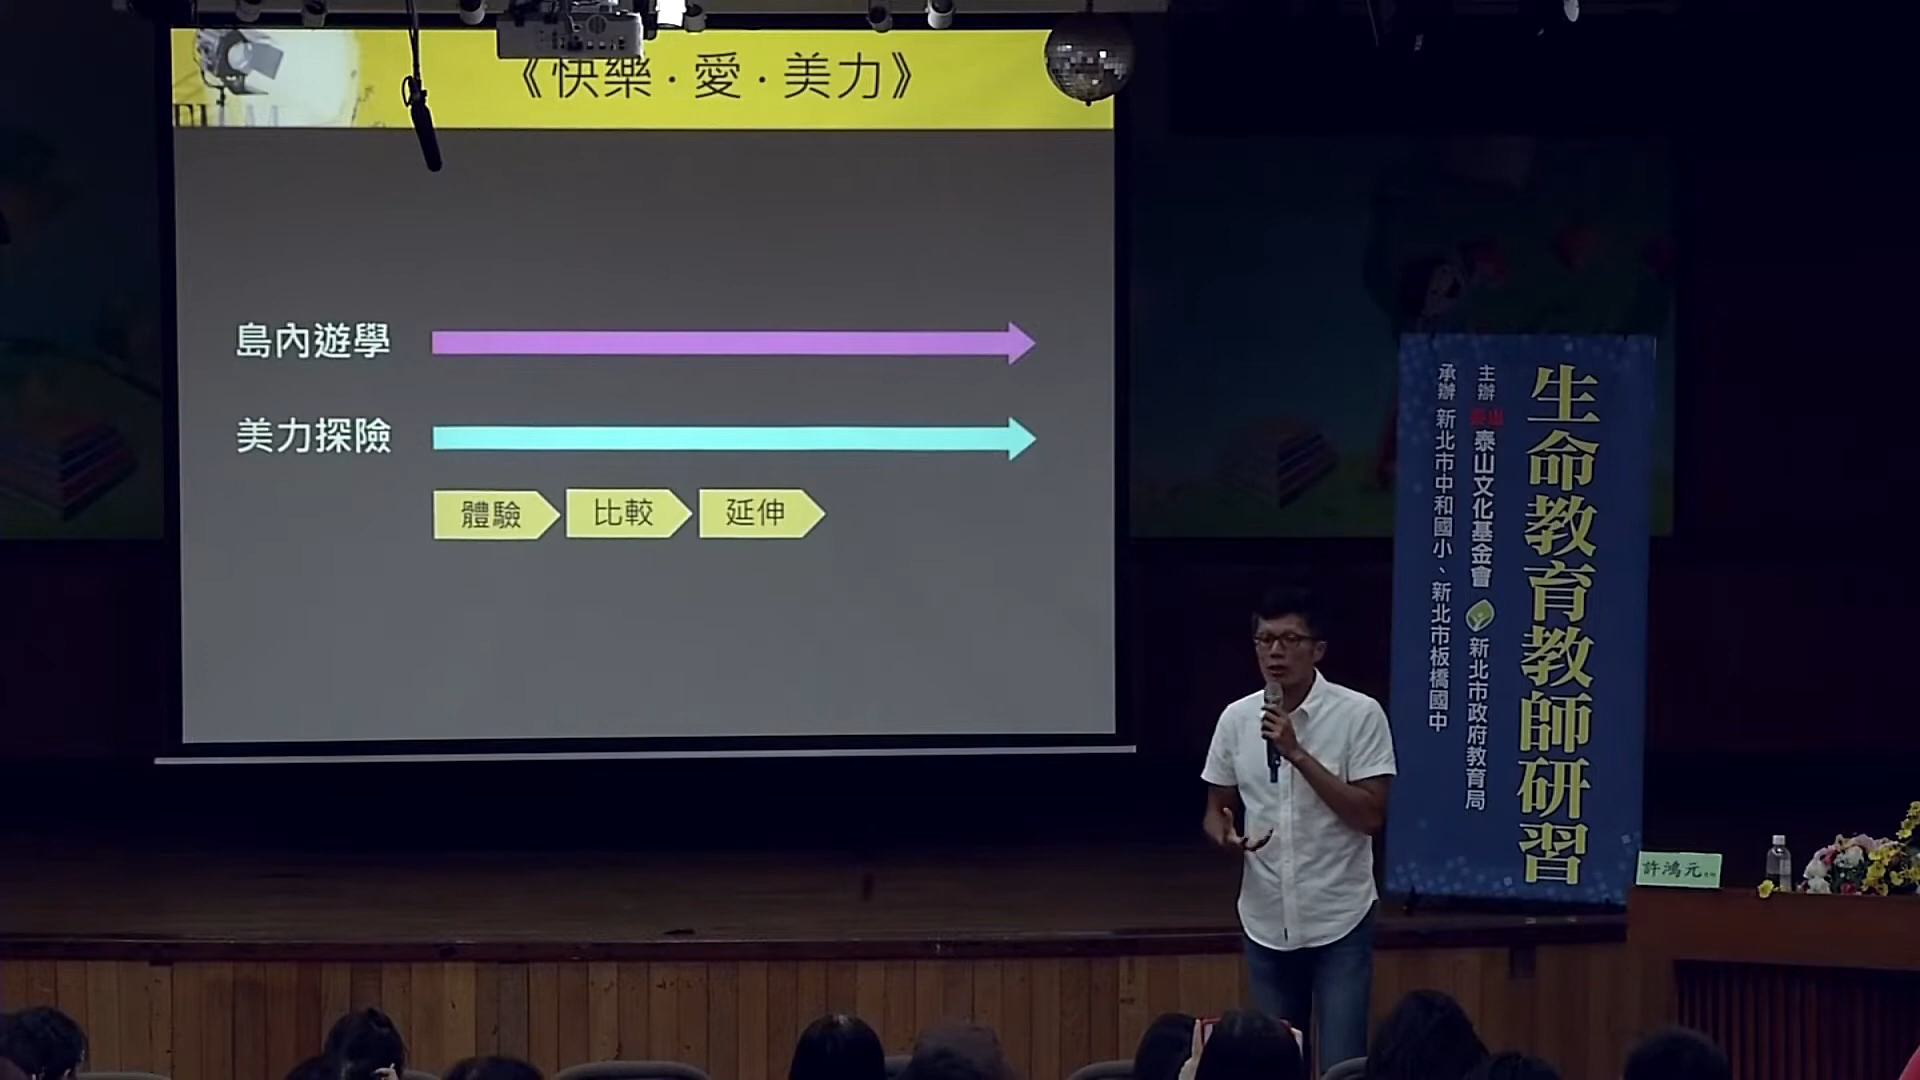 《快樂·愛·美力》
島內遊學
美力探險
體驗
比較
延伸
生命教育教師研習
主辦 泰山 泰山文化基金會 新北市政府教育局
承辦 新北市中和國小、新北市板橋國中
許鴻元